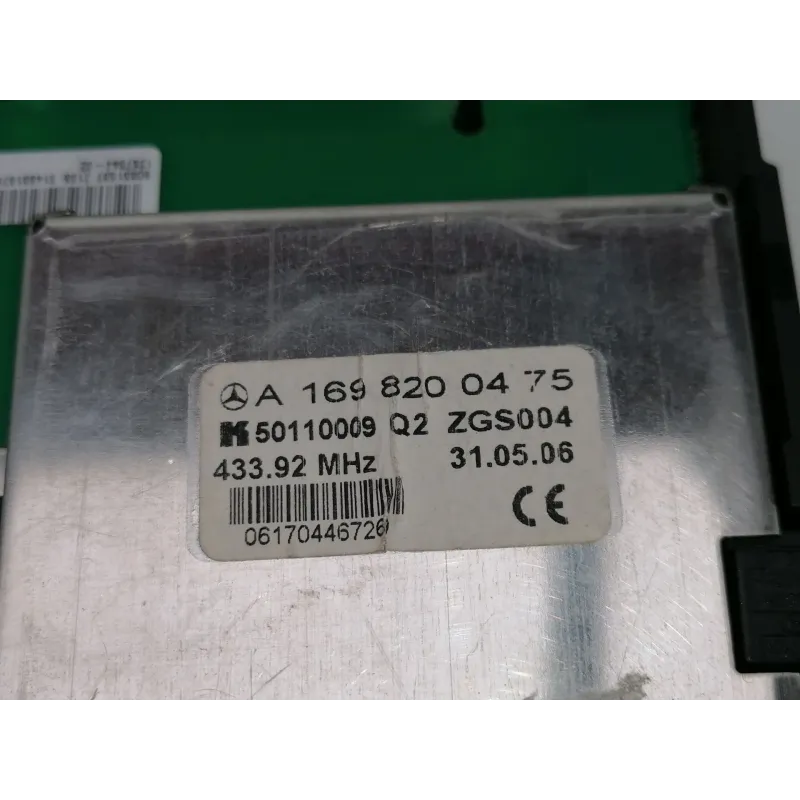 A 169 820 04 75
K 50110009 Q2 ZGS004
433.92 MHz 31.05.06
06170446726
CE